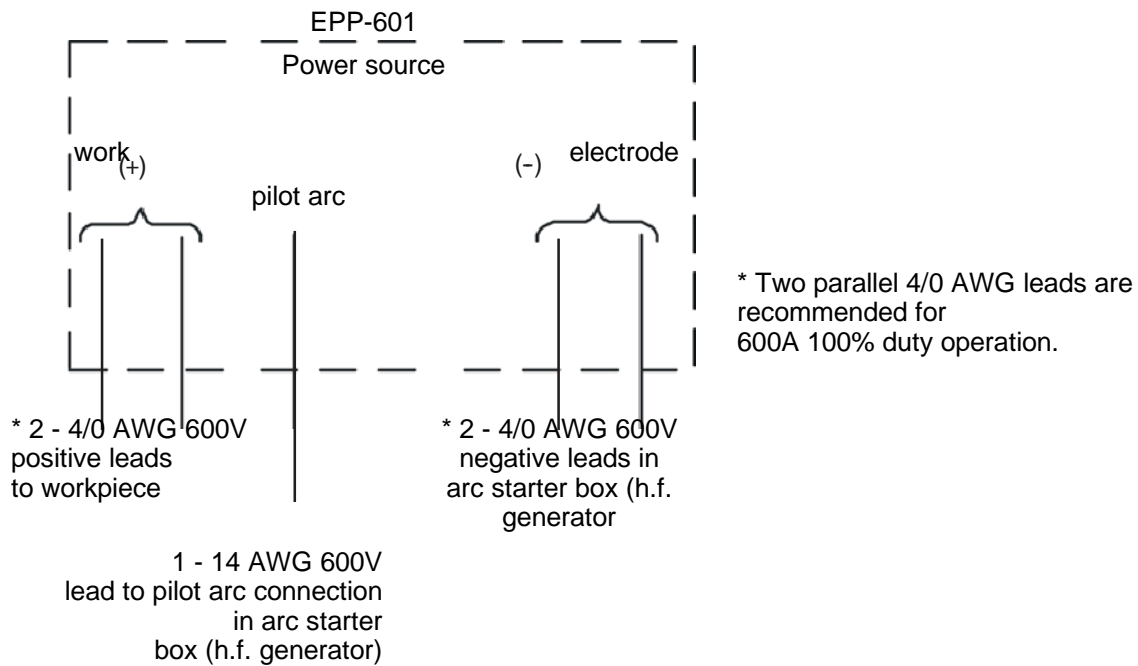 EPP-601
Power source
work
(+)
pilot arc
(-)
electrode
* Two parallel 4/0 AWG leads are
recommended for
600A 100% duty operation.
* 2 - 4/0 AWG 600V
positive leads
to workpiece
* 2 - 4/0 AWG 600V
negative leads in
arc starter box (h.f.
generator
1 - 14 AWG 600V
lead to pilot arc connection
in arc starter
box (h.f. generator)